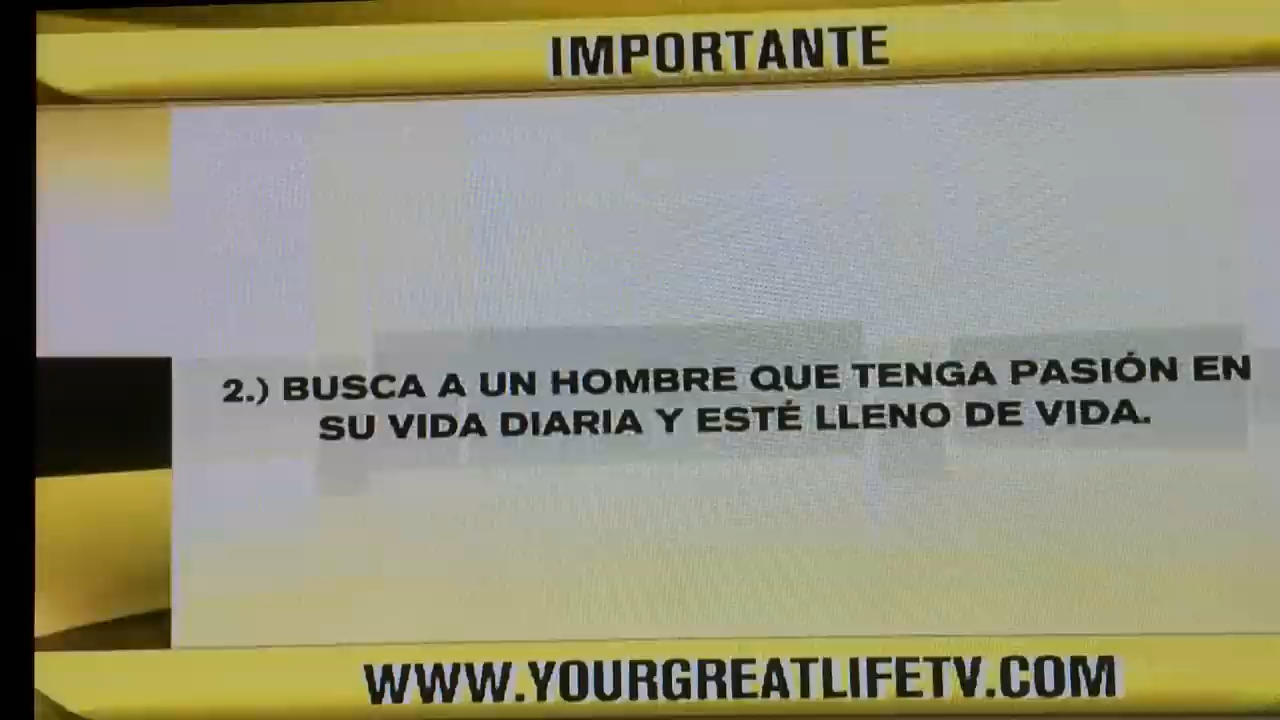 IMPORTANTE
2.) BUSCA A UN HOMBRE QUE TENGA PASIÓN EN
SU VIDA DIARIA Y ESTÉ LLENO DE VIDA.
WWW.YOURGREATLIFETV.COM